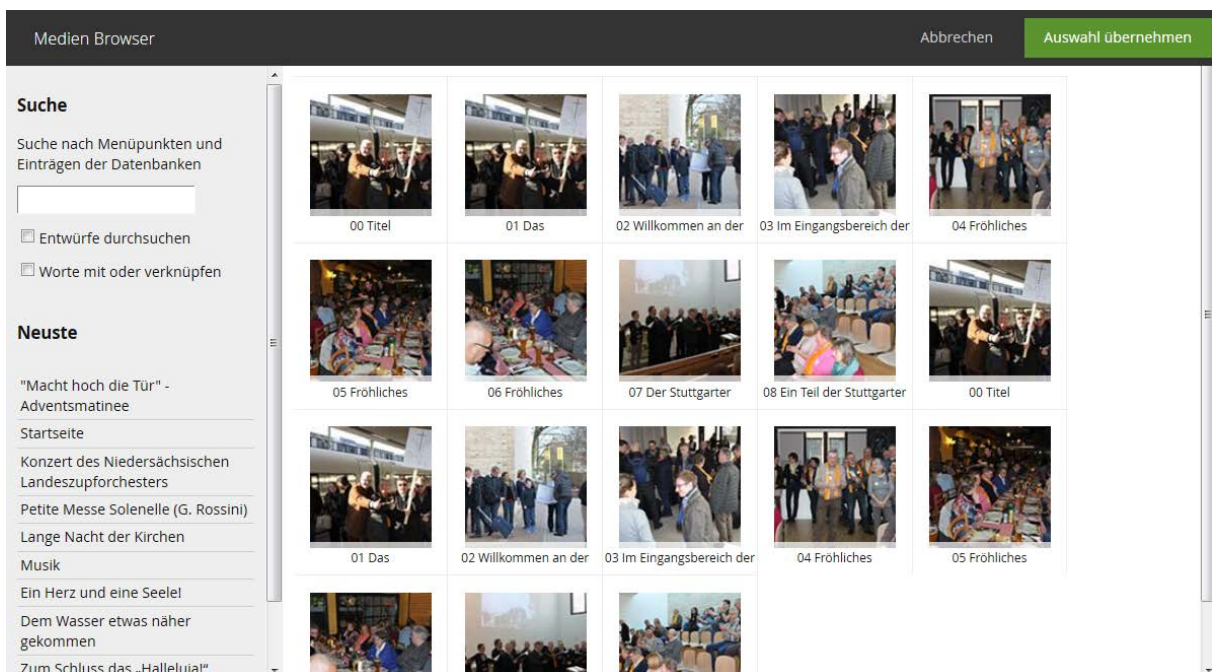 Medien Browser
Abbrechen
Auswahl übernehmen
Suche
Suche nach Menüpunkten und
Einträgen der Datenbanken
Entwürfe durchsuchen
Worte mit oder verknüpfen
Neuste
"Macht hoch die Tür" -
Adventsmatinee
Startseite
Konzert des Niedersächsischen
Landeszupforchesters
Petite Messe Solenelle (G. Rossini)
Lange Nacht der Kirchen
Musik
Ein Herz und eine Seele!
Dem Wasser etwas näher
gekommen
Zum Schluss das „Halleluja!“
00 Titel
01 Das
02 Willkommen an der
03 Im Eingangsbereich der
04 Fröhliches
05 Fröhliches
06 Fröhliches
07 Der Stuttgarter
08 Ein Teil der Stuttgarter
00 Titel
01 Das
02 Willkommen an der
03 Im Eingangsbereich der
04 Fröhliches
05 Fröhliches